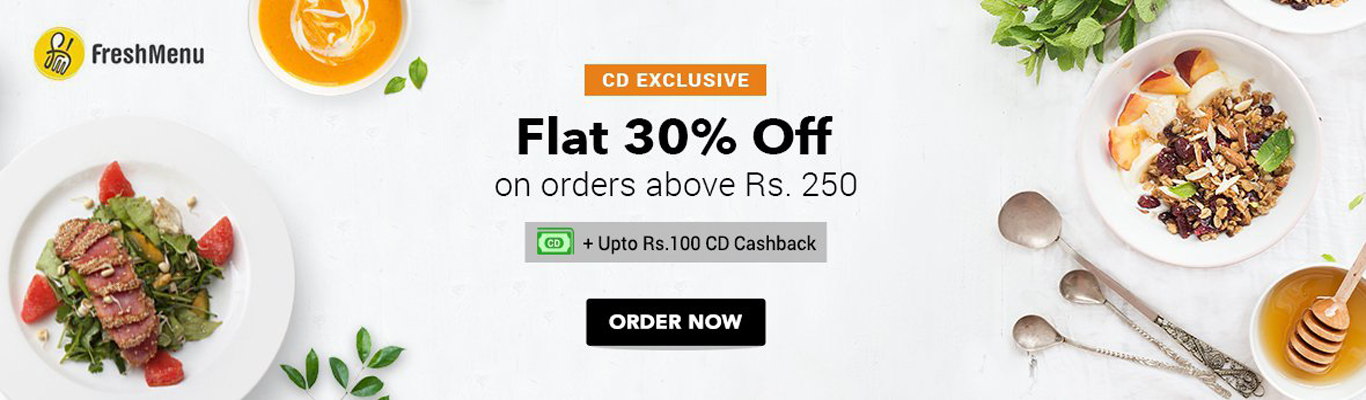 FreshMenu
CD EXCLUSIVE
Flat 30% Off
on orders above Rs. 250
CD + Upto Rs.100 CD Cashback
ORDER NOW